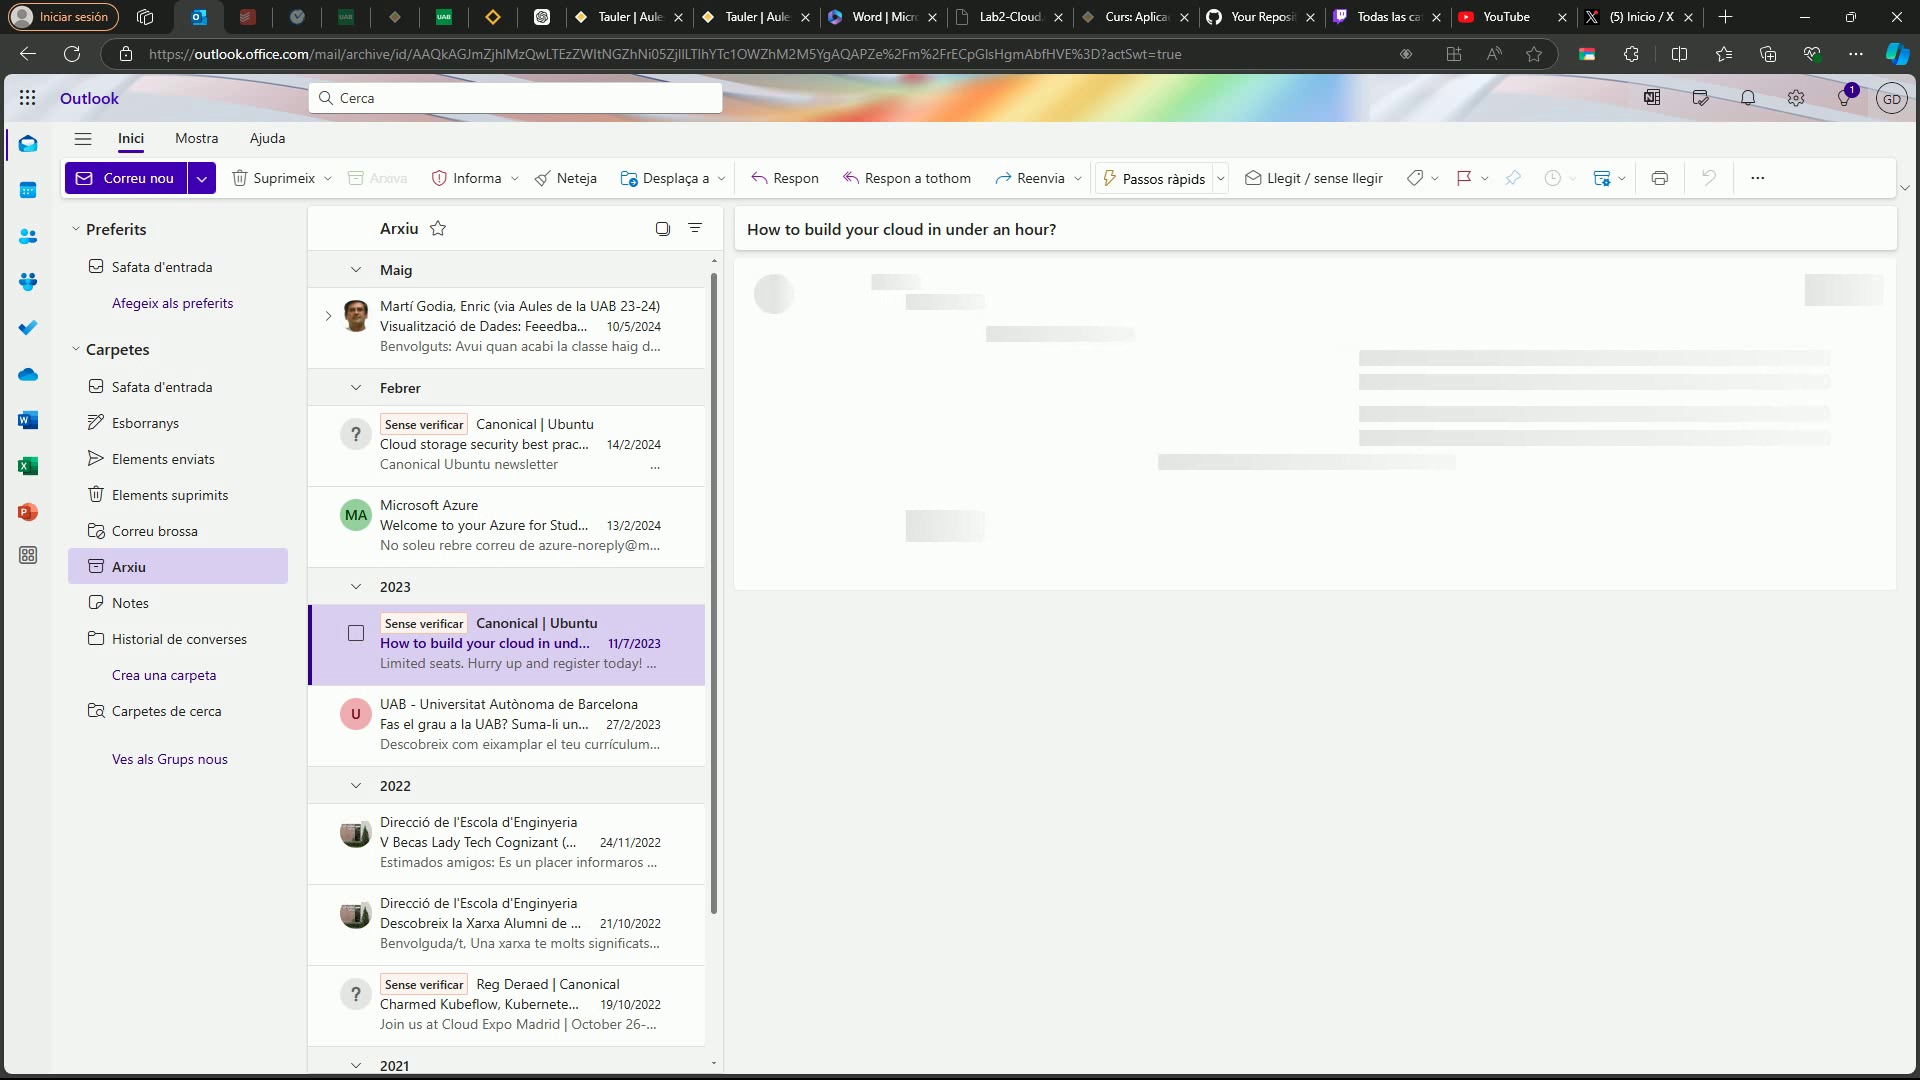 Iniciar sesión
Tauler | Aule
Tauler | Aule
Word | Micr
Lab2-Cloud.
Curs: Aplica
Your Reposi
Todas las ca
YouTube
(5) Inicio / X
https://outlook.office.com/mail/archive/id/AAQkAGJmZjhlMzQwLTEzZWItNGZhNi05ZjllLTlhYTc1OWZhM2M5YgAQAPZe%2Fm%2FrECpGlsHgmAbfHVE%3D?actSwt=true
Outlook
Cerca
1
GD
Inici
Mostra
Ajuda
Correu nou
Suprimeix
Arxiva
Informa
Neteja
Desplaça a
Respon
Respon a tothom
Reenvia
Passos ràpids
Llegit / sense llegir
Preferits
Safata d'entrada
Afegeix als preferits
Carpetes
Safata d'entrada
Esborranys
Elements enviats
Elements suprimits
Correu brossa
Arxiu
Notes
Historial de converses
Crea una carpeta
Carpetes de cerca
Ves als Grups nous
Arxiu
Maig
Martí Godia, Enric (via Aules de la UAB 23-24)
Visualització de Dades: Feeedba... 10/5/2024
Benvolguts: Avui quan acabi la classe haig d...
Febrer
?
Sense verificar Canonical | Ubuntu
Cloud storage security best prac... 14/2/2024
Canonical Ubuntu newsletter ...
MA
Microsoft Azure
Welcome to your Azure for Stud... 13/2/2024
No soleu rebre correu de azure-noreply@m...
2023
Sense verificar Canonical | Ubuntu
How to build your cloud in und... 11/7/2023
Limited seats. Hurry up and register today! ...
U
UAB - Universitat Autònoma de Barcelona
Fas el grau a la UAB? Suma-li un... 27/2/2023
Descobreix com eixamplar el teu currículum...
2022
Direcció de l'Escola d'Enginyeria
V Becas Lady Tech Cognizant (... 24/11/2022
Estimados amigos: Es un placer informaros ...
Direcció de l'Escola d'Enginyeria
Descobreix la Xarxa Alumni de ... 21/10/2022
Benvolguda/t, Una xarxa te molts significats...
?
Sense verificar Reg Deraed | Canonical
Charmed Kubeflow, Kubernete... 19/10/2022
Join us at Cloud Expo Madrid | October 26-...
2021
How to build your cloud in under an hour?